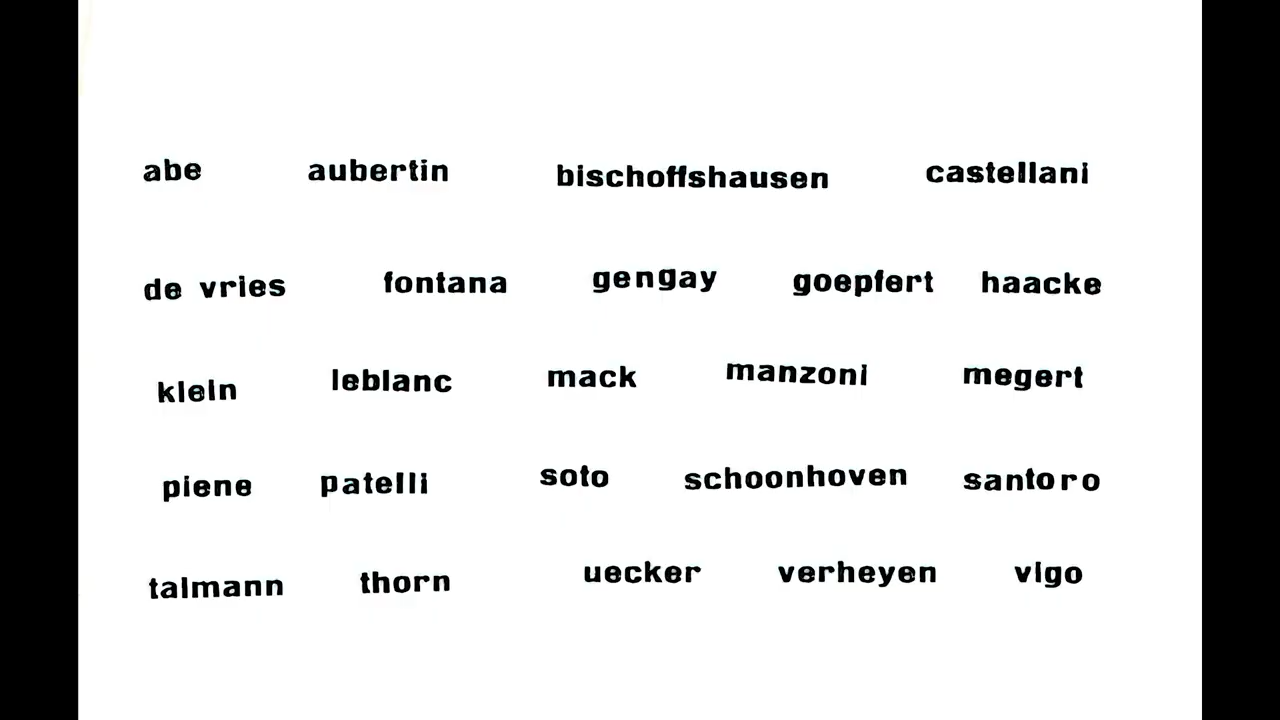 abe aubertin bischoffshausen castellani
de vries fontana gengay goepfert haacke
klein leblanc mack manzoni megert
piene patelli soto schoonhoven santoro
talmann thorn uecker verheyen vigo